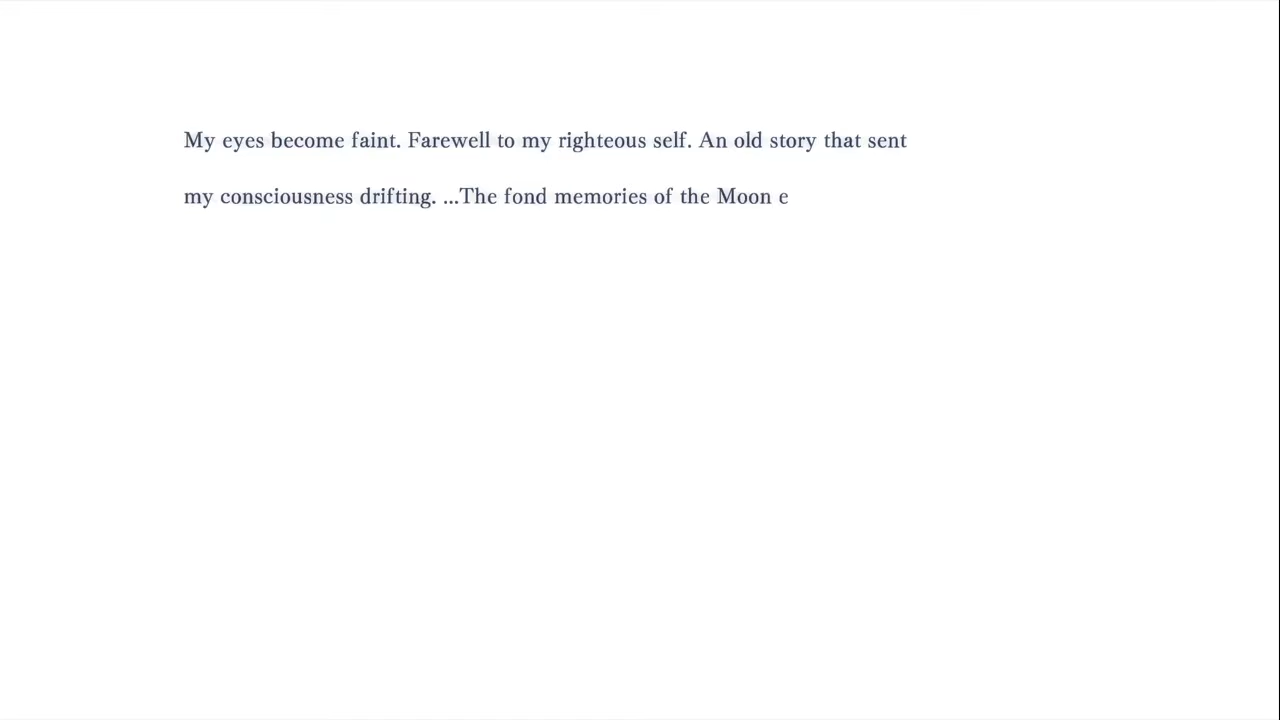 My eyes become faint. Farewell to my righteous self. An old story that sent
my consciousness drifting. ...The fond memories of the Moon e